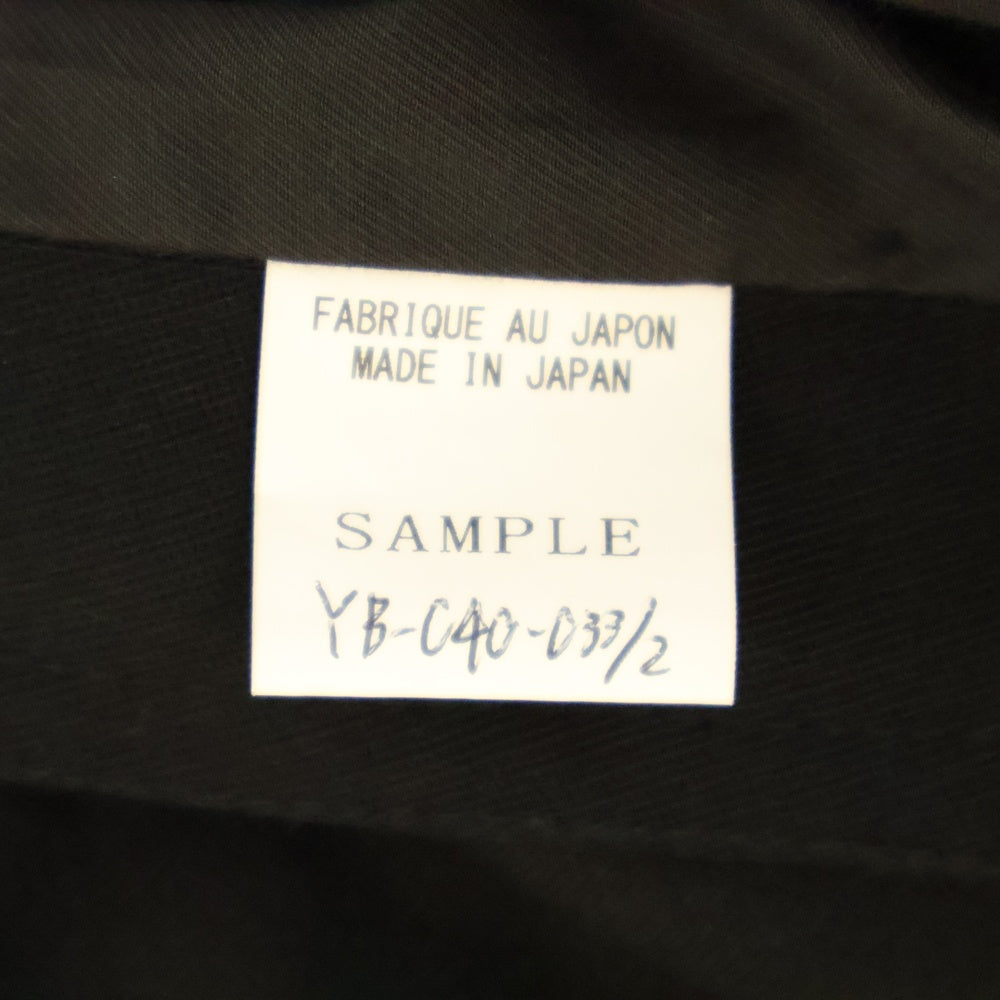 FABRIQUE AU JAPON
MADE IN JAPAN
SAMPLE
YB-C40-033/2